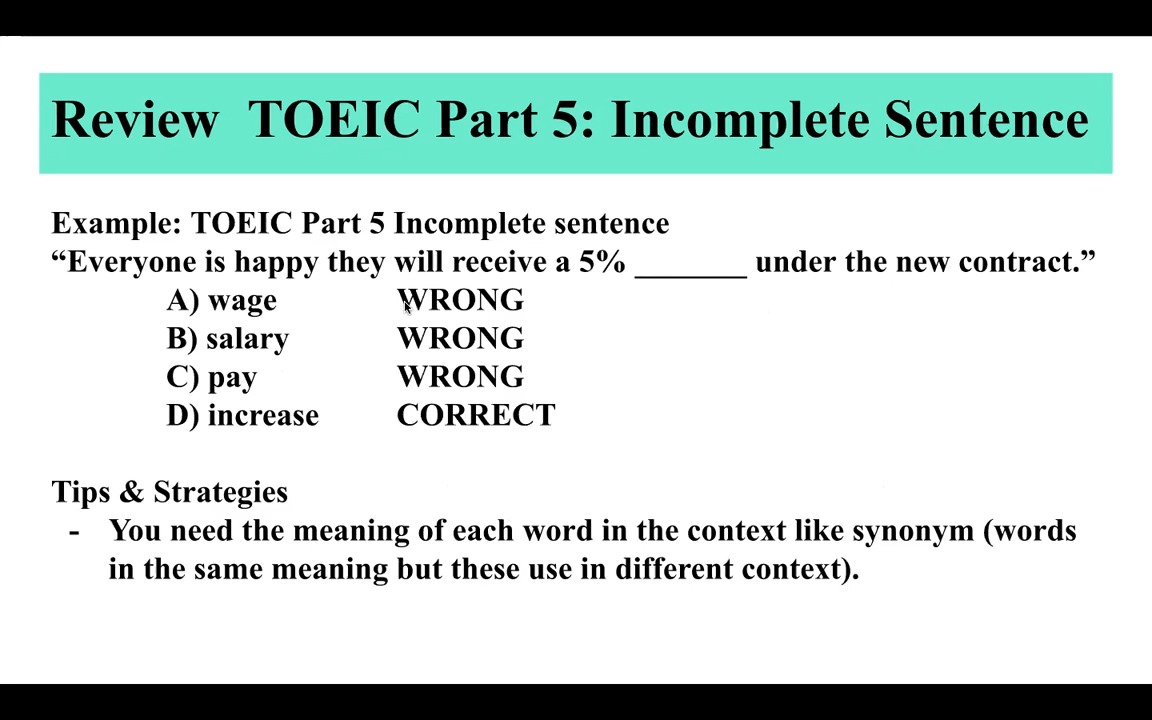 Review TOEIC Part 5: Incomplete Sentence
Example: TOEIC Part 5 Incomplete sentence
“Everyone is happy they will receive a 5% _______ under the new contract.”
A) wage WRONG
B) salary WRONG
C) pay WRONG
D) increase CORRECT
Tips & Strategies
- You need the meaning of each word in the context like synonym (words
in the same meaning but these use in different context).